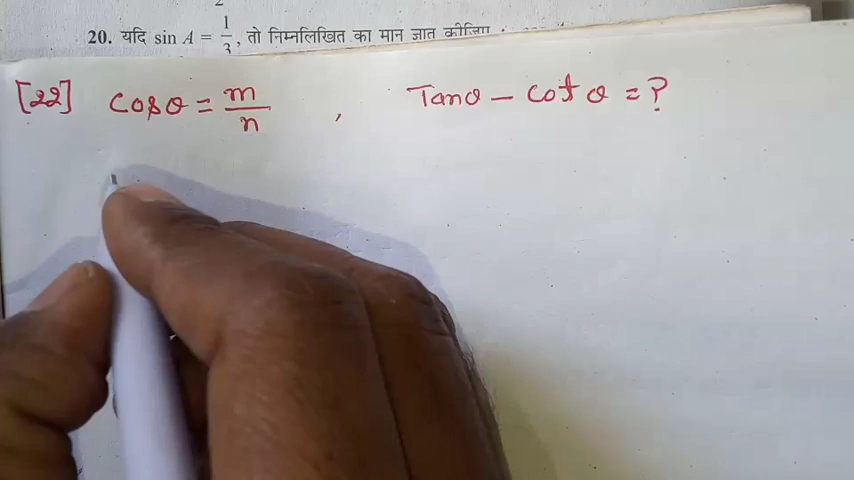 20. यदि sin A = 1/3, तो निम्नलिखित का मान ज्ञात कीजिए
[22] cosθ = m/n , Tanθ - cotθ = ?